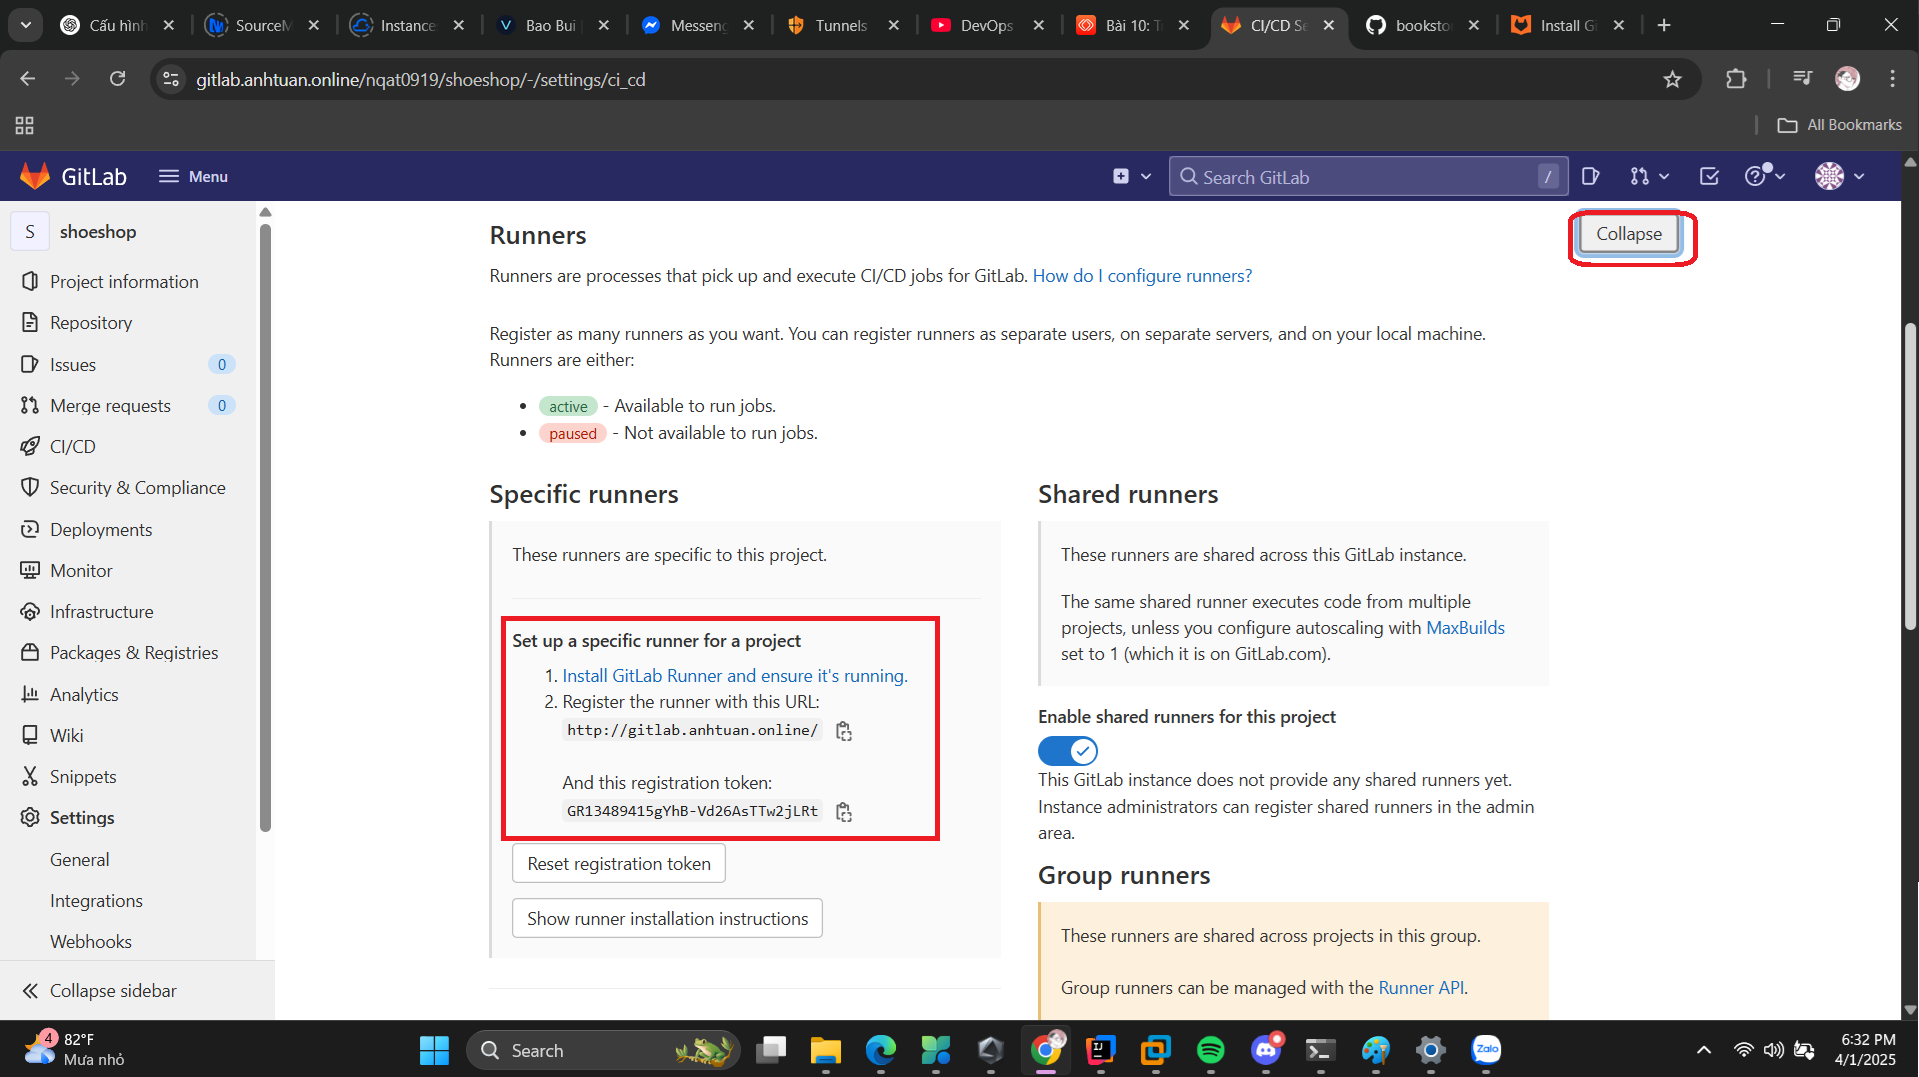 Cấu hình
SourceM
Instance
Bao Bui
Messeng
Tunnels
DevOps
Bài 10: T
CI/CD Se
booksto
Install Gi
gitlab.anhtuan.online/nqat0919/shoeshop/-/settings/ci_cd
All Bookmarks
GitLab
Menu
Search GitLab
/
S
shoeshop
Project information
Repository
Issues
0
Merge requests
0
CI/CD
Security & Compliance
Deployments
Monitor
Infrastructure
Packages & Registries
Analytics
Wiki
Snippets
Settings
General
Integrations
Webhooks
Collapse sidebar
Runners
Collapse
Runners are processes that pick up and execute CI/CD jobs for GitLab. How do I configure runners?
Register as many runners as you want. You can register runners as separate users, on separate servers, and on your local machine.
Runners are either:
• active - Available to run jobs.
• paused - Not available to run jobs.
Specific runners
These runners are specific to this project.
Set up a specific runner for a project
1. Install GitLab Runner and ensure it's running.
2. Register the runner with this URL:
http://gitlab.anhtuan.online/
And this registration token:
GR13489415gYhB-Vd26AsTTw2jLRt
Reset registration token
Show runner installation instructions
Shared runners
These runners are shared across this GitLab instance.
The same shared runner executes code from multiple
projects, unless you configure autoscaling with MaxBuilds
set to 1 (which it is on GitLab.com).
Enable shared runners for this project
This GitLab instance does not provide any shared runners yet.
Instance administrators can register shared runners in the admin
area.
Group runners
These runners are shared across projects in this group.
Group runners can be managed with the Runner API.
4
82°F
Mưa nhỏ
Search
IJ
Zalo
6:32 PM
4/1/2025